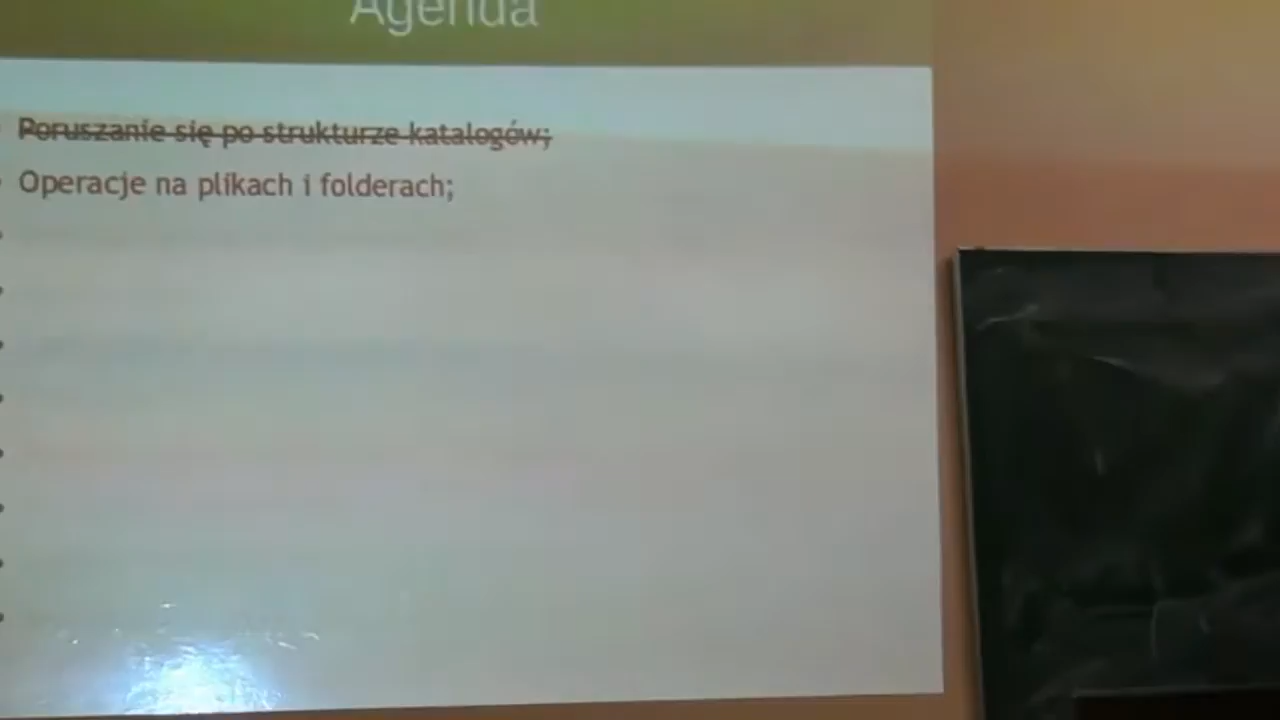 Agenda
Poruszanie się po strukturze katalogów;
Operacje na plikach i folderach;